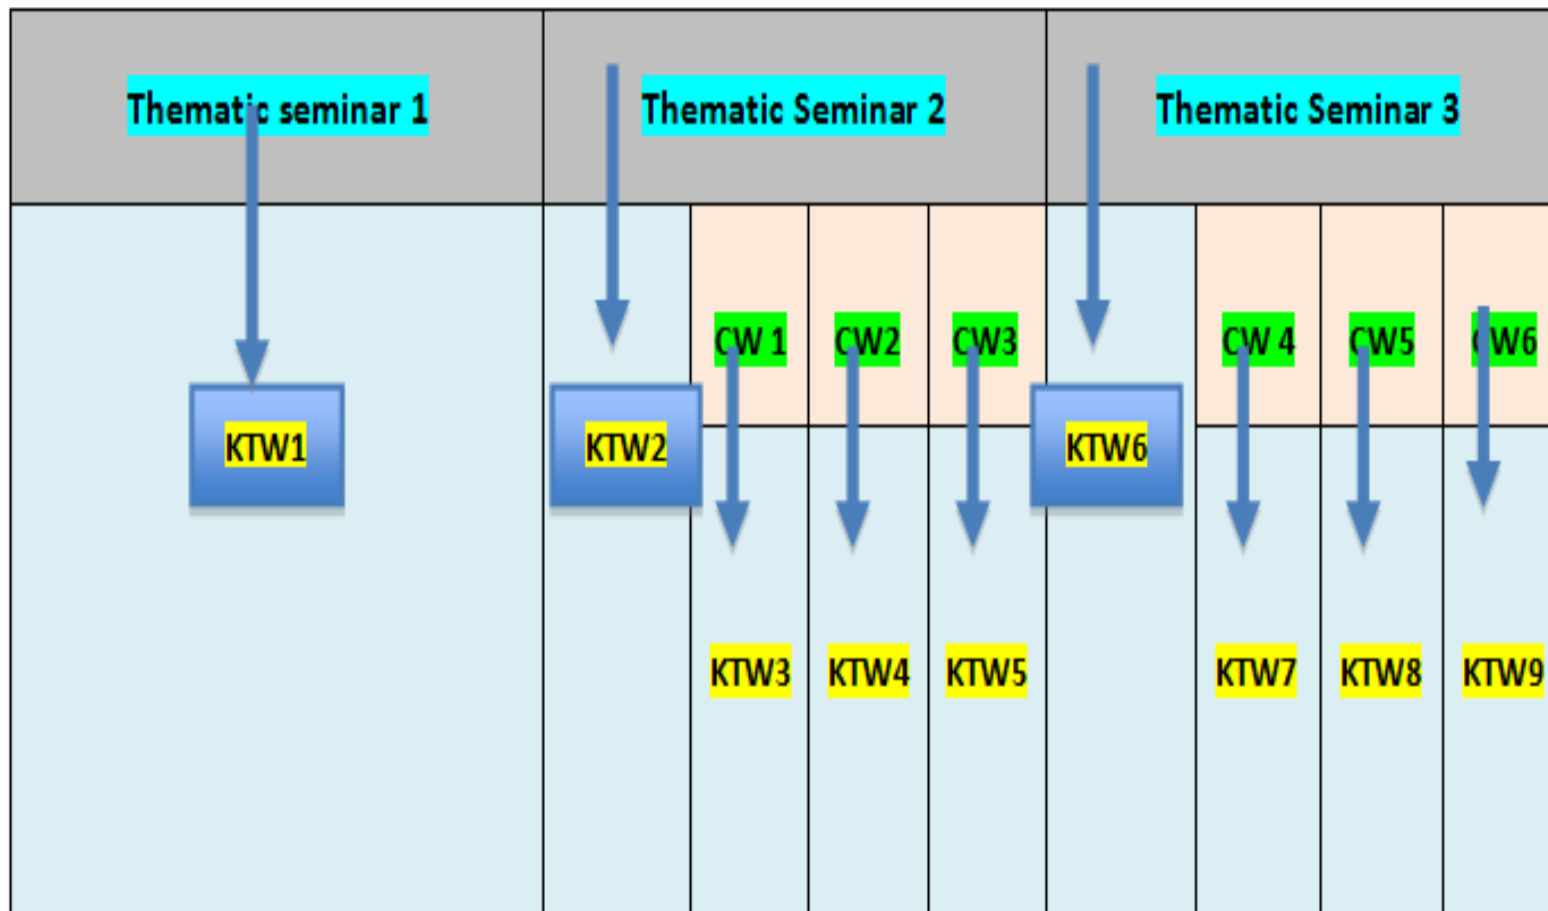 Thematic seminar 1
Thematic Seminar 2
Thematic Seminar 3
CW 1
CW2
CW3
CW 4
CW5
CW6
KTW1
KTW2
KTW6
KTW3
KTW4
KTW5
KTW7
KTW8
KTW9